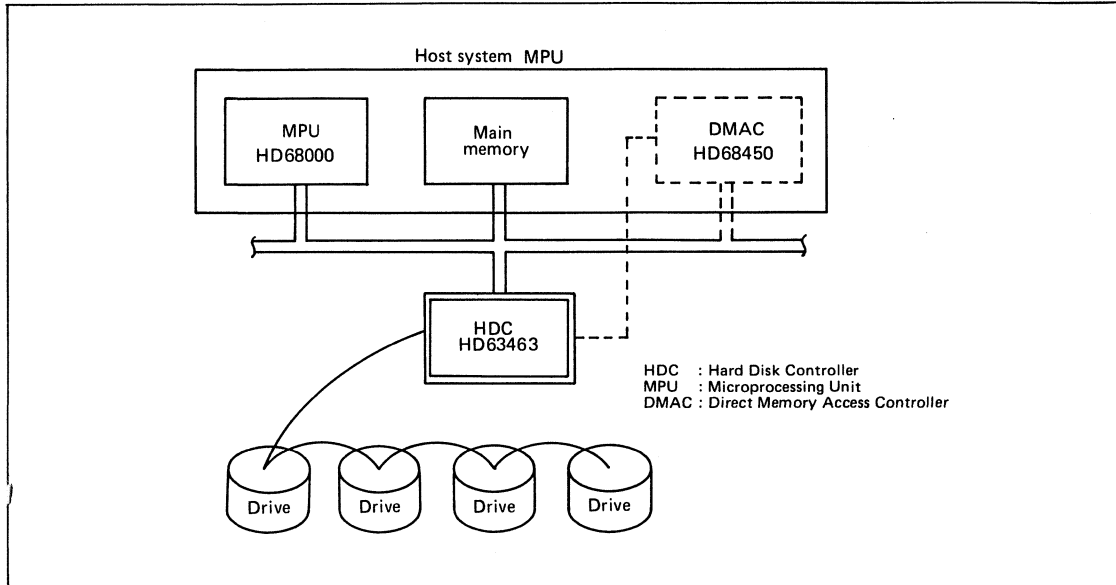 Host system MPU
MPU
HD68000
Main
memory
DMAC
HD68450
HDC
HD63463
HDC : Hard Disk Controller
MPU : Microprocessing Unit
DMAC : Direct Memory Access Controller
Drive
Drive
Drive
Drive